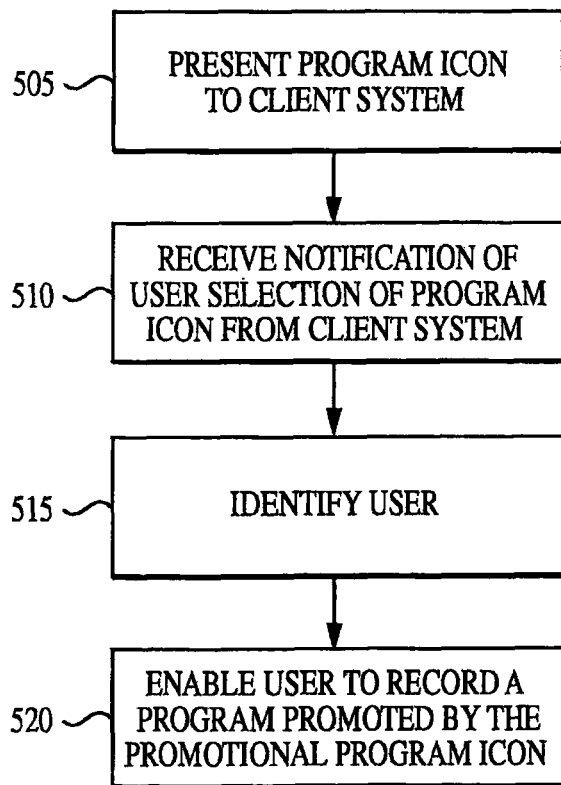 505
PRESENT PROGRAM ICON
TO CLIENT SYSTEM
510
RECEIVE NOTIFICATION OF
USER SELECTION OF PROGRAM
ICON FROM CLIENT SYSTEM
515
IDENTIFY USER
520
ENABLE USER TO RECORD A
PROGRAM PROMOTED BY THE
PROMOTIONAL PROGRAM ICON